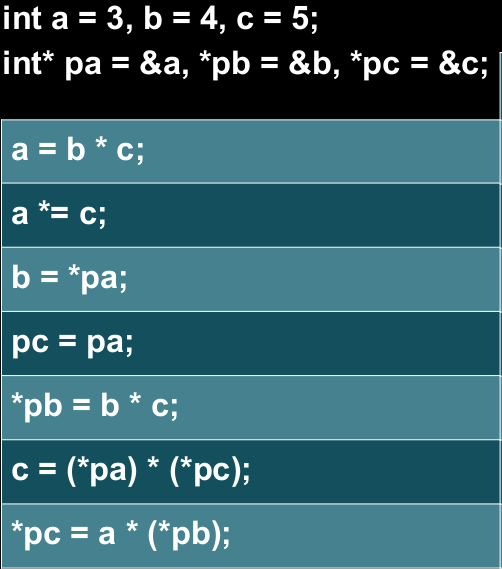 int a = 3, b = 4, c = 5;
int* pa = &a, *pb = &b, *pc = &c;
a = b * c;
a *= c;
b = *pa;
pc = pa;
*pb = b * c;
c = (*pa) * (*pc);
*pc = a * (*pb);